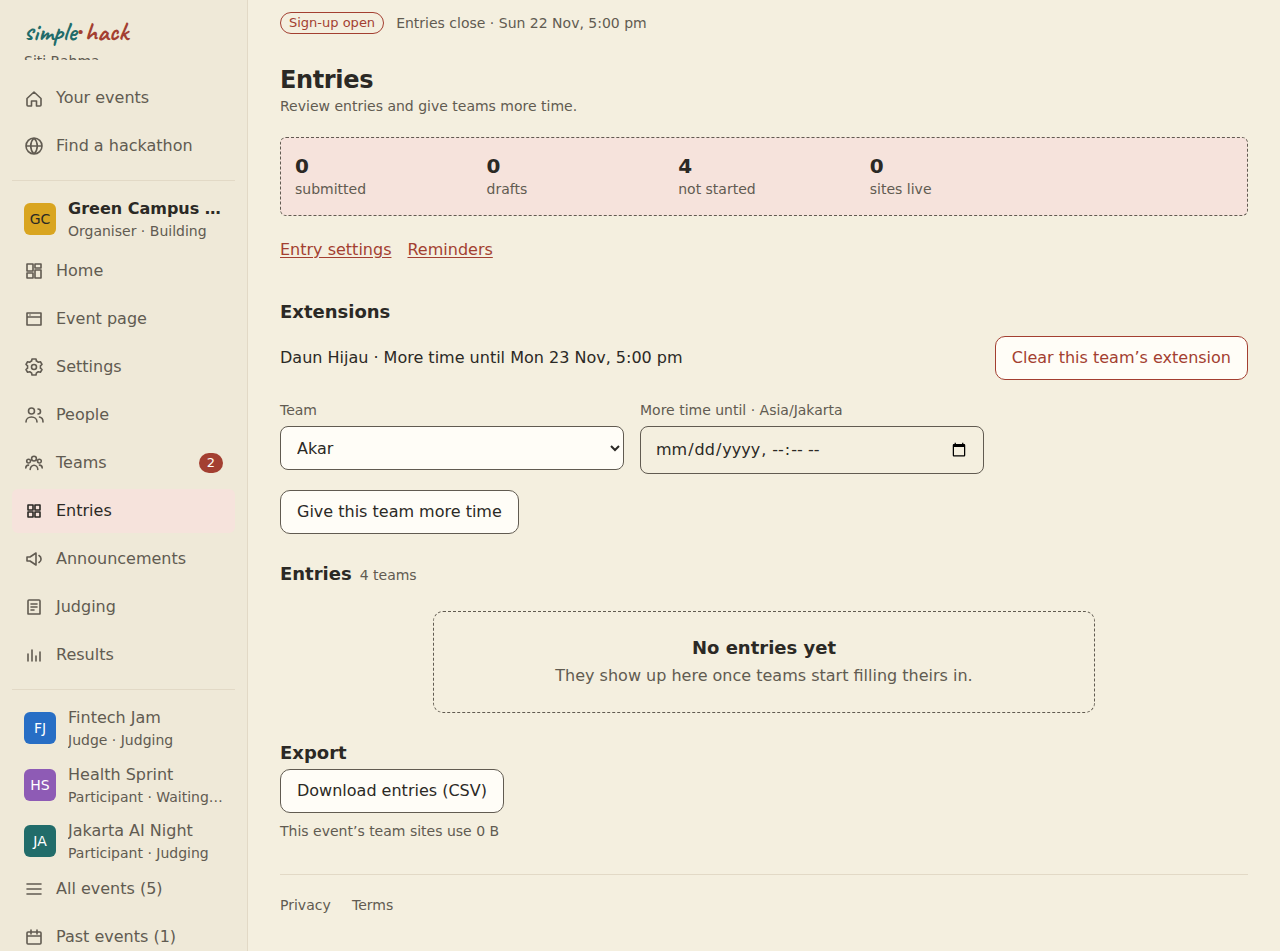 simple·hack
Siti Rahma
Your events
Find a hackathon
GC
Green Campus …
Organiser · Building
Home
Event page
Settings
People
Teams
2
Entries
Announcements
Judging
Results
FJ
Fintech Jam
Judge · Judging
HS
Health Sprint
Participant · Waiting…
JA
Jakarta AI Night
Participant · Judging
All events (5)
Past events (1)
Sign-up open
Entries close · Sun 22 Nov, 5:00 pm
Entries
Review entries and give teams more time.
0
submitted
0
drafts
4
not started
0
sites live
Entry settings
Reminders
Extensions
Daun Hijau · More time until Mon 23 Nov, 5:00 pm
Clear this team’s extension
Team
Akar
More time until · Asia/Jakarta
mm/dd/yyyy, --:-- --
Give this team more time
Entries 4 teams
No entries yet
They show up here once teams start filling theirs in.
Export
Download entries (CSV)
This event’s team sites use 0 B
Privacy
Terms